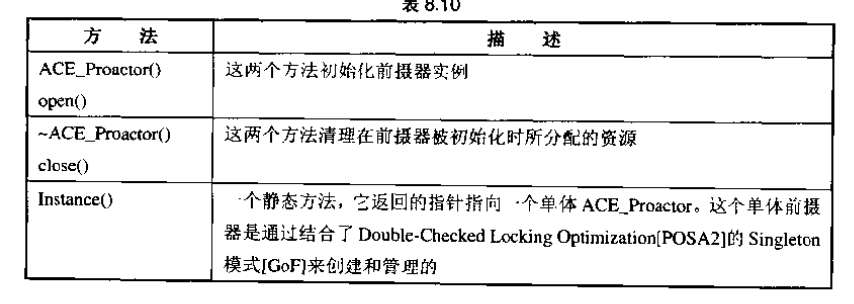 表 8.10
方 法 描 述
ACE_Proactor() 这两个方法初始化前摄器实例
open()
~ACE_Proactor() 这两个方法清理在前摄器被初始化时所分配的资源
close()
Instance() 一个静态方法，它返回的指针指向一个单体 ACE_Proactor。这个单体前摄
器是通过结合了 Double-Checked Locking Optimization[POSA2]的 Singleton
模式[GoF]来创建和管理的